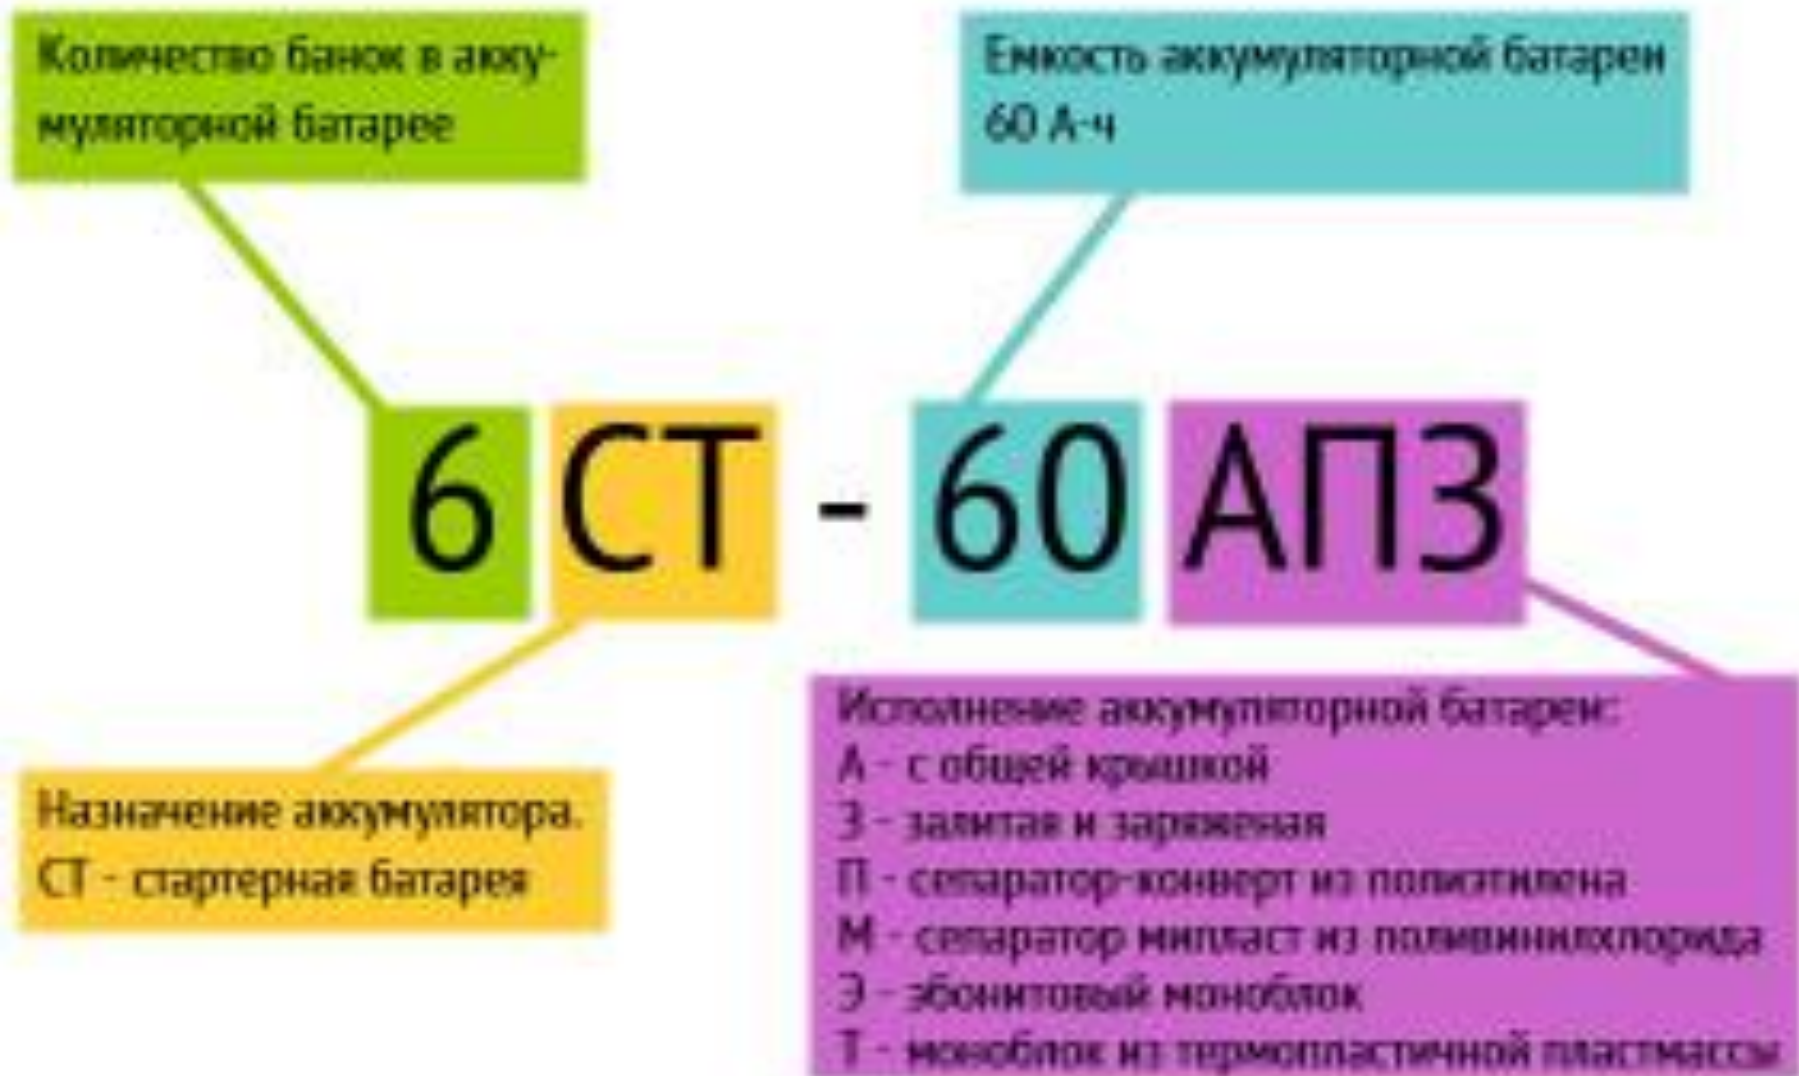 Количество банок в акку-
муляторной батарее
Емкость аккумуляторной батареи
60 А-ч
6 СТ - 60 АПЗ
Назначение аккумулятора.
СТ - стартерная батарея
Исполнение аккумуляторной батареи:
А - с общей крышкой
З - залитая и заряженая
П - сепаратор-конверт из полиэтилена
М - сепаратор мипласт из поливинилхлорида
Э - эбонитовый моноблок
Т - моноблок из термопластичной пластмассы